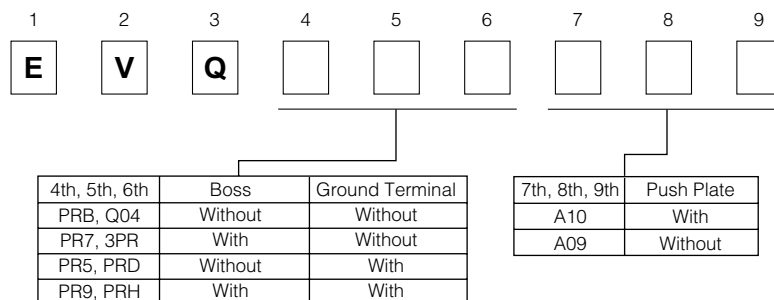 1 2 3 4 5 6 7 8 9
E V Q
4th, 5th, 6th Boss Ground Terminal
PRB, Q04 Without Without
PR7, 3PR With Without
PR5, PRD Without With
PR9, PRH With With
7th, 8th, 9th Push Plate
A10 With
A09 Without